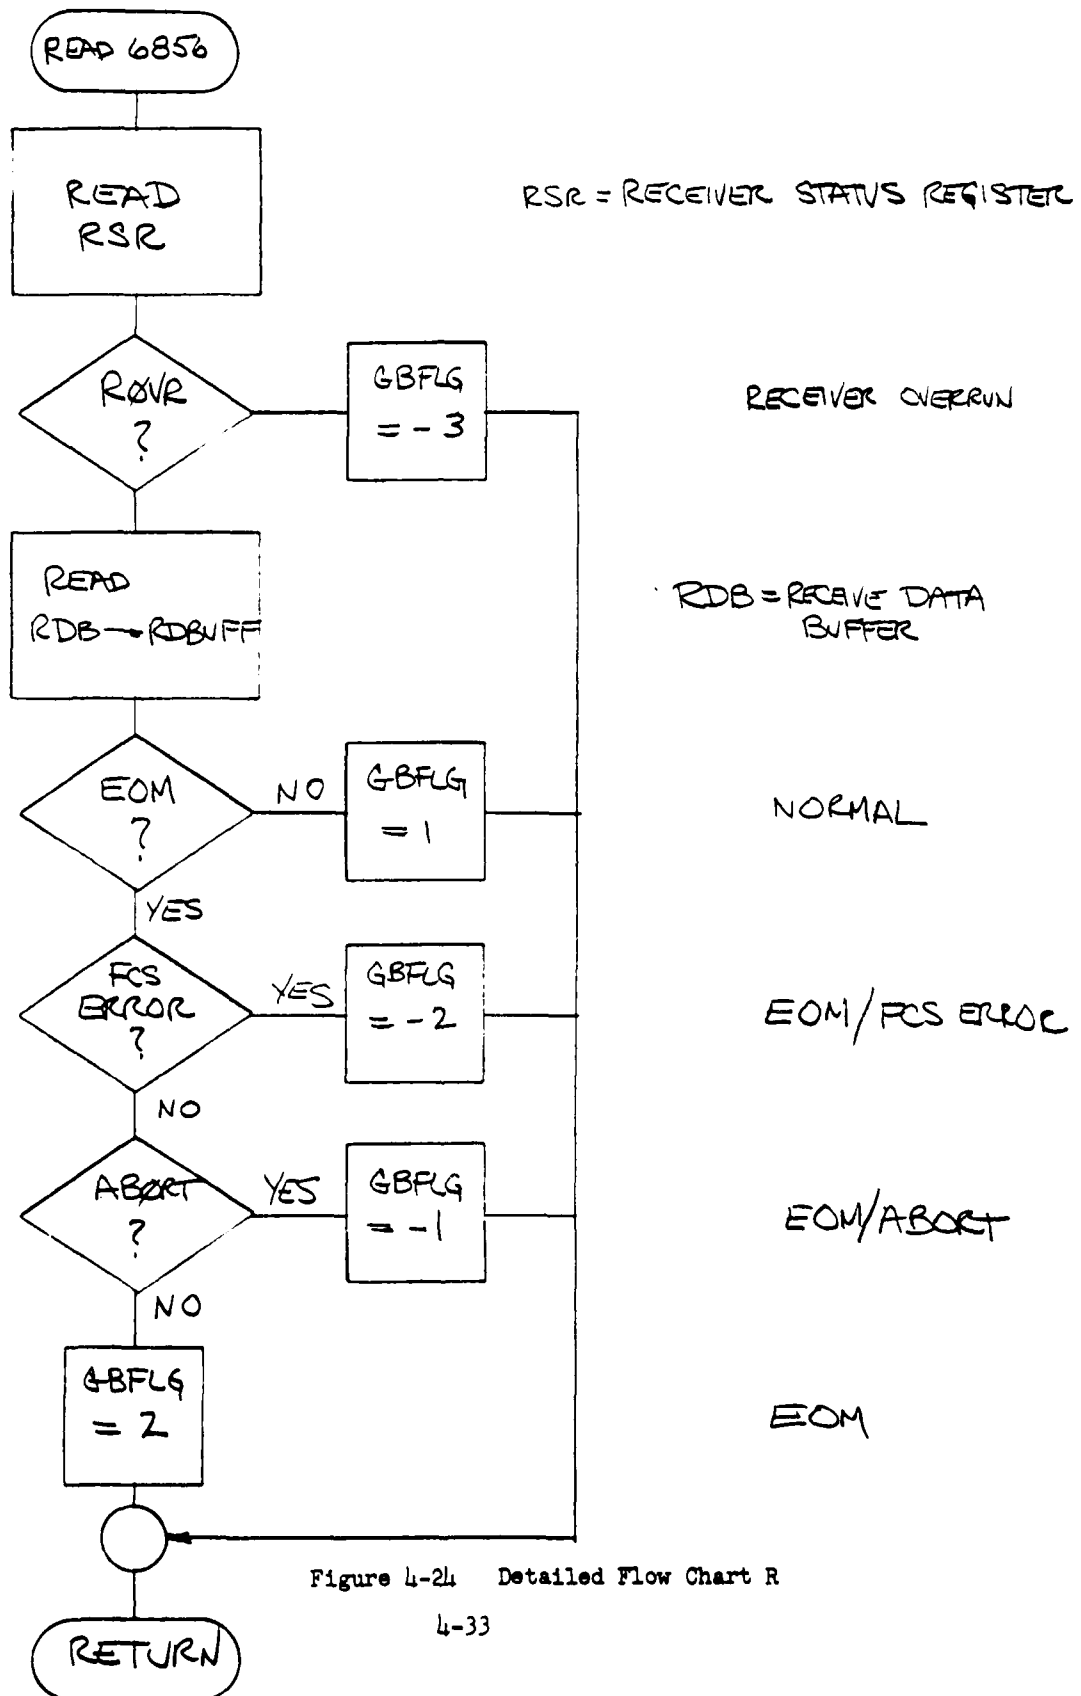 READ 6856
READ
RSR
RSR = RECEIVER STATUS REGISTER
RØVR
?
GBFLG
= - 3
RECEIVER OVERRUN
READ
RDB → RDBUFF
RDB = RECEIVE DATA
BUFFER
EOM
?
NO
GBFLG
= 1
NORMAL
YES
FCS
ERROR
?
YES
GBFLG
= -2
EOM/FCS ERROR
NO
ABØRT
?
YES
GBFLG
= -1
EOM/ABORT
NO
GBFLG
= 2
EOM
Figure 4-24 Detailed Flow Chart R
4-33
RETURN